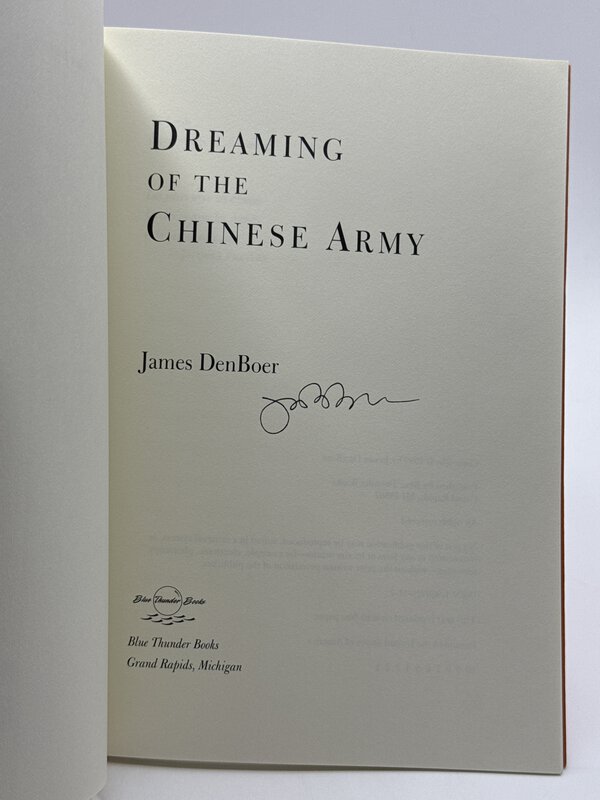 DREAMING
OF THE
CHINESE ARMY
James DenBoer
Blue Thunder Books
Blue Thunder Books
Grand Rapids, Michigan